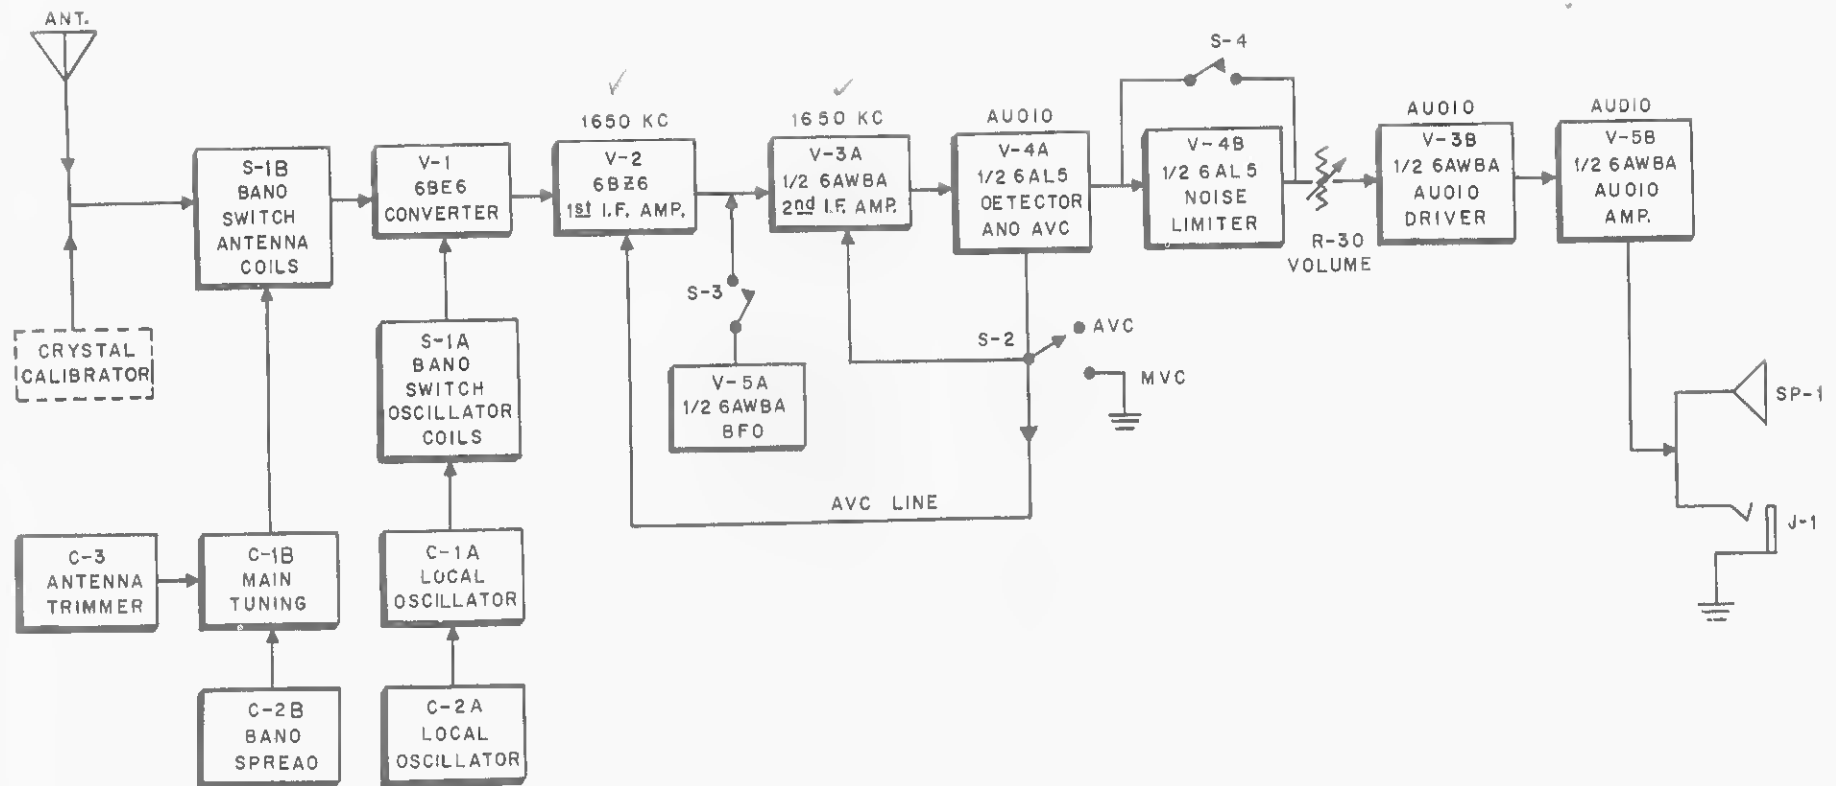 ANT.
CRYSTAL
CALIBRATOR
S-1B
BANO
SWITCH
ANTENNA
COILS
C-3
ANTENNA
TRIMMER
C-1B
MAIN
TUNING
C-2B
BANO
SPREAO
V-1
6BE6
CONVERTER
S-1A
BANO
SWITCH
OSCILLATOR
COILS
C-1A
LOCAL
OSCILLATOR
C-2A
LOCAL
OSCILLATOR
1650 KC
V-2
6BZ6
1st I.F. AMP.
S-3
V-5A
1/2 6AWBA
BFO
1650 KC
V-3A
1/2 6AWBA
2nd I.F. AMP.
AUOIO
V-4A
1/2 6AL5
OETECTOR
AND AVC
S-2
AVC
MVC
AVC LINE
S-4
V-4B
1/2 6AL5
NOISE
LIMITER
R-30
VOLUME
AUOIO
V-3B
1/2 6AWBA
AUDIO
DRIVER
AUDIO
V-5B
1/2 6AWBA
AUDIO
AMP.
SP-1
J-1